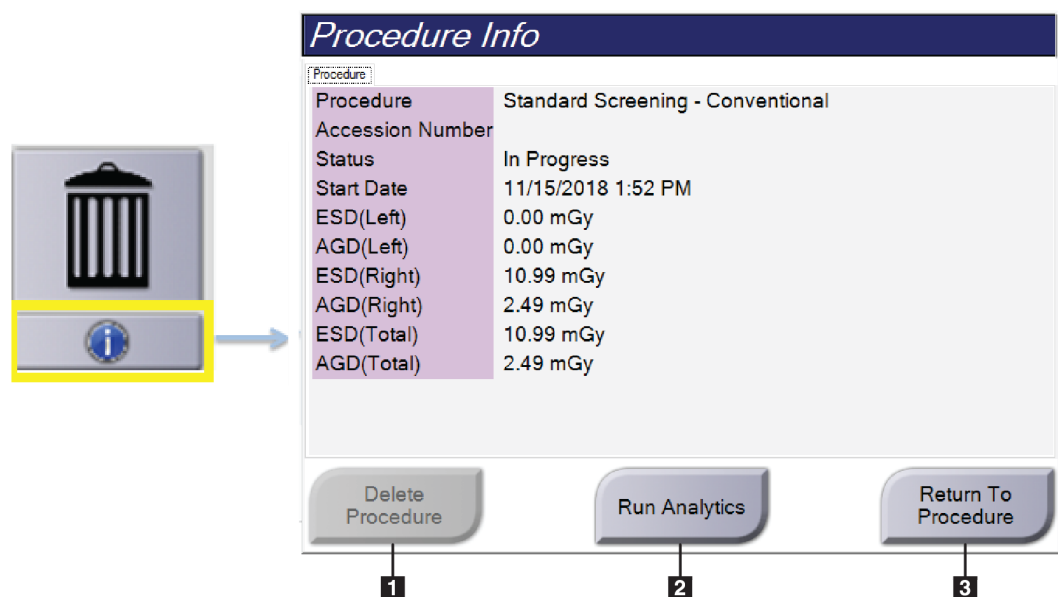 Procedure Info
Procedure
Procedure Standard Screening - Conventional
Accession Number
Status In Progress
Start Date 11/15/2018 1:52 PM
ESD(Left) 0.00 mGy
AGD(Left) 0.00 mGy
ESD(Right) 10.99 mGy
AGD(Right) 2.49 mGy
ESD(Total) 10.99 mGy
AGD(Total) 2.49 mGy
i
Delete
Procedure
Run Analytics
Return To
Procedure
1 2 3